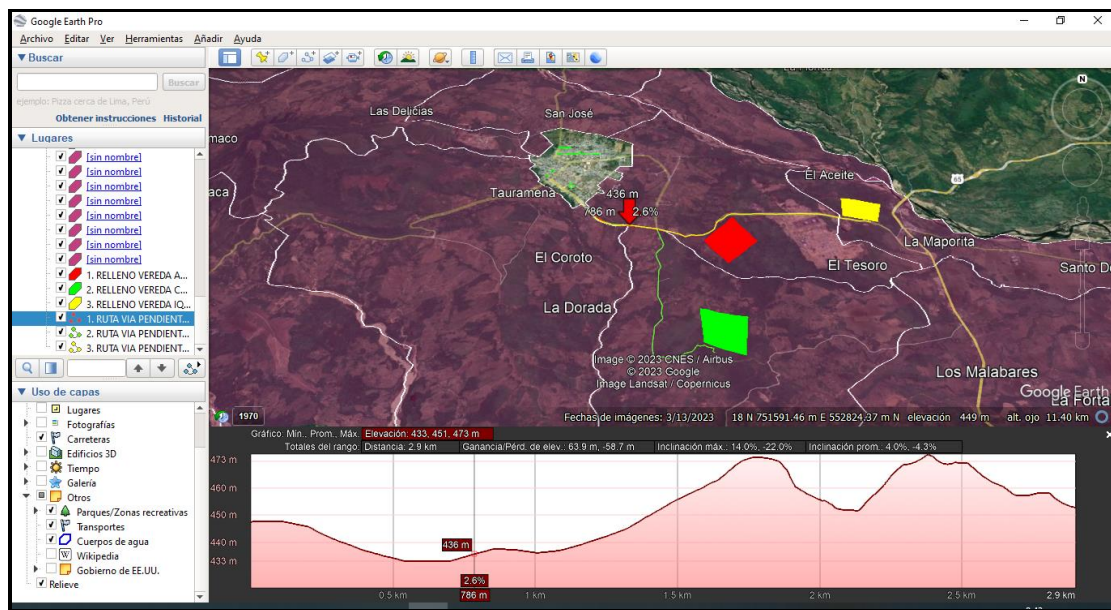 Google Earth Pro
Archivo Editar Ver Herramientas Añadir Ayuda
Buscar
Buscar
ejemplo: Pizza cerca de Lima, Perú
Obtener instrucciones Historial
Lugares
[sin nombre]
[sin nombre]
[sin nombre]
[sin nombre]
[sin nombre]
[sin nombre]
[sin nombre]
[sin nombre]
1. RELLENO VEREDA A...
2. RELLENO VEREDA C...
3. RELLENO VEREDA IQ...
1. RUTA VIA PENDIENT...
2. RUTA VIA PENDIENT...
3. RUTA VIA PENDIENT...
Uso de capas
Lugares
Fotografías
Carreteras
Edificios 3D
Tiempo
Galería
Otros
Parques/Zonas recreativas
Transportes
Cuerpos de agua
Wikipedia
Gobierno de EE.UU.
Relieve
N
Las Delicias
San José
maco
65
El Aceite
aca
Tauramena
436 m
786 m 2.6%
La Maporita
El Coroto
El Tesoro
Santo D
La Dorada
Image © 2023 CNES / Airbus
© 2023 Google
Image Landsat / Copernicus
Los Malabares
Google Earth
La Forta
1970
Fechas de imágenes: 3/13/2023 18 N 751591.46 m E 552824.37 m N elevación 449 m alt. ojo 11.40 km
Gráfico: Mín., Prom., Máx. Elevación: 433, 451, 473 m
Totales del rango: Distancia: 2.9 km Ganancia/Pérd. de elev.: 63.9 m, -58.7 m Inclinación máx.: 14.0%, -22.0% Inclinación prom.: 4.0%, -4.3%
473 m
460 m
450 m
440 m
433 m
436 m
2.6%
0.5 km 786 m 1 km 1.5 km 2 km 2.5 km 2.9 km